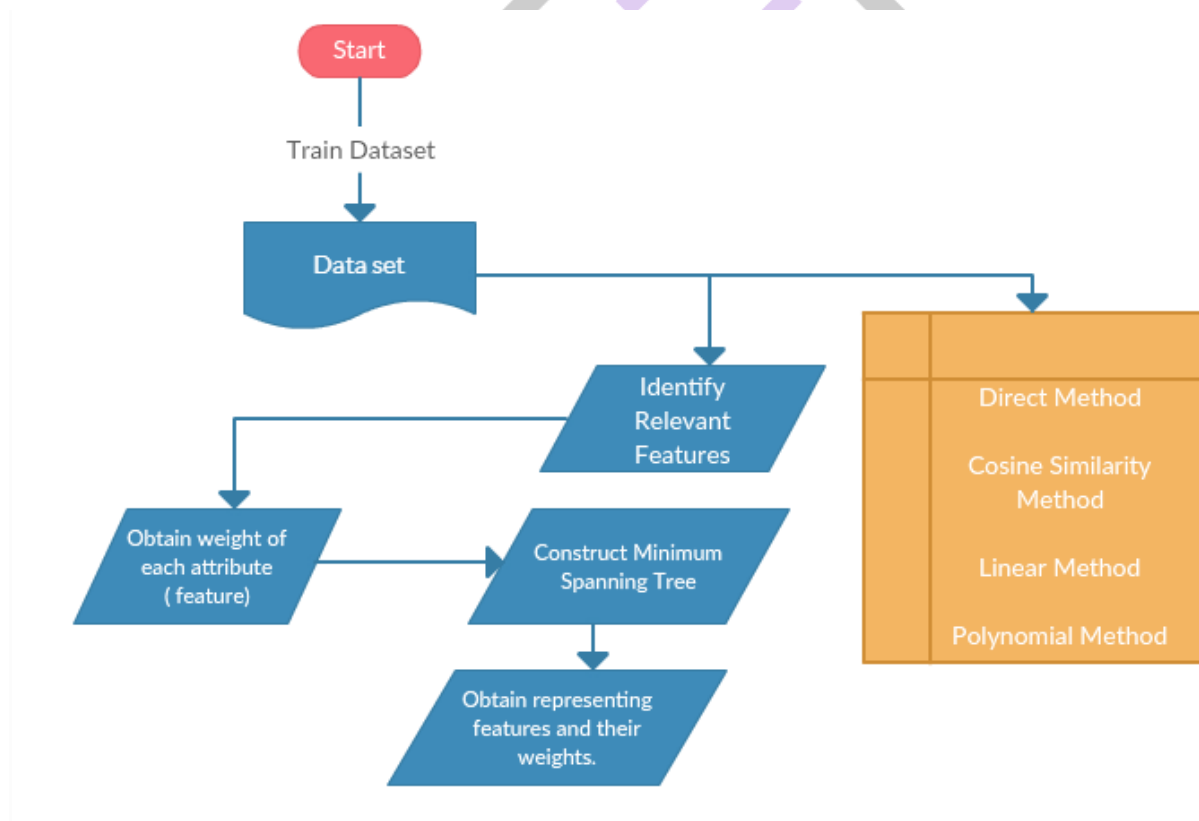 Start
Train Dataset
Data set
Identify
Relevant
Features
Direct Method
Cosine Similarity
Method
Linear Method
Polynomial Method
Obtain weight of
each attribute
( feature)
Construct Minimum
Spanning Tree
Obtain representing
features and their
weights.